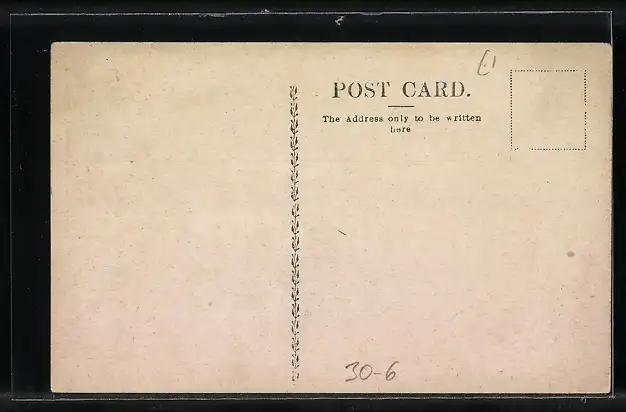 POST CARD.
The Address only to be written
here
30-6